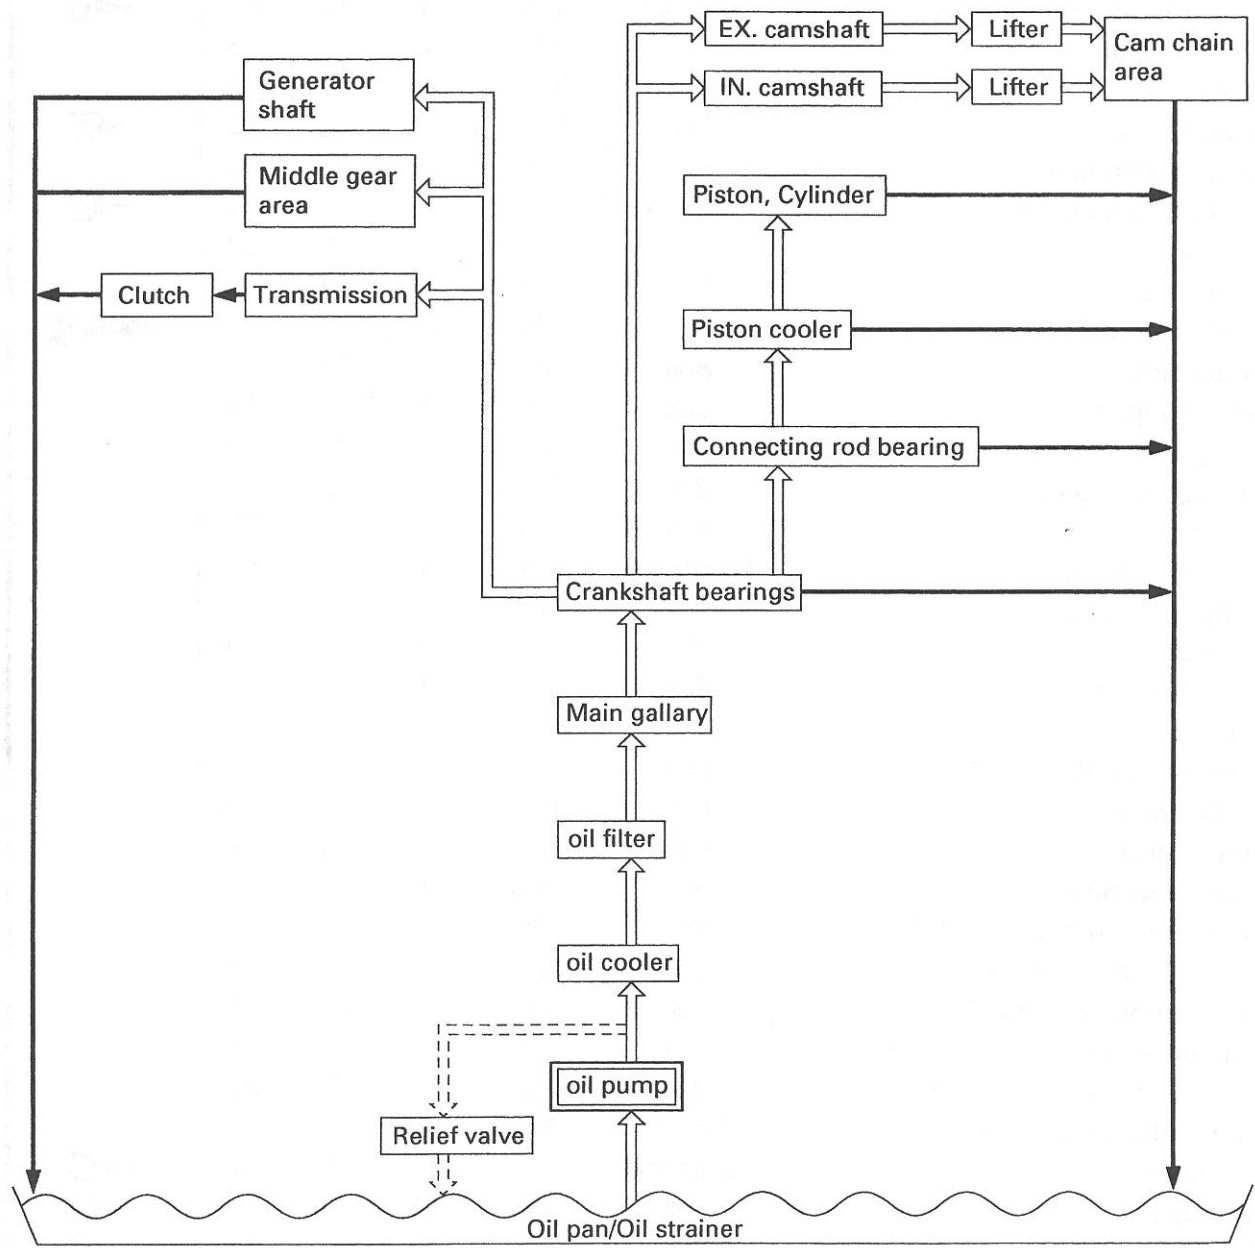 EX. camshaft
Lifter
Cam chain
area
IN. camshaft
Lifter
Generator
shaft
Middle gear
area
Piston, Cylinder
Clutch
Transmission
Piston cooler
Connecting rod bearing
Crankshaft bearings
Main gallary
oil filter
oil cooler
oil pump
Relief valve
Oil pan/Oil strainer